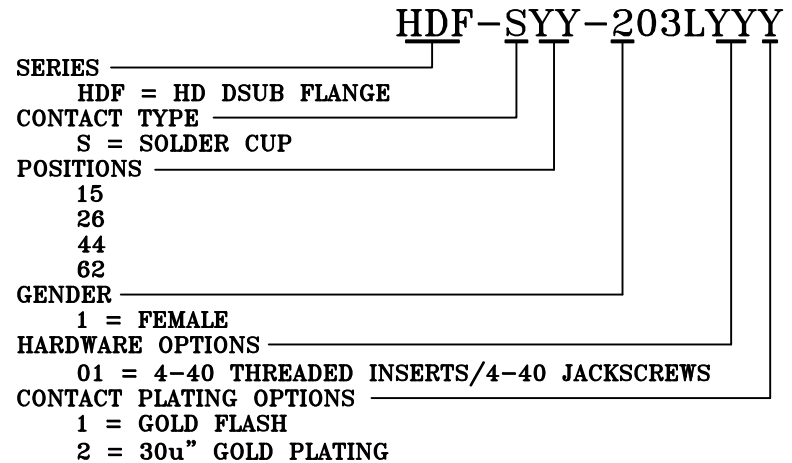 HDF-SYY-203LYYY
SERIES
HDF = HD DSUB FLANGE
CONTACT TYPE
S = SOLDER CUP
POSITIONS
15
26
44
62
GENDER
1 = FEMALE
HARDWARE OPTIONS
01 = 4-40 THREADED INSERTS/4-40 JACKSCREWS
CONTACT PLATING OPTIONS
1 = GOLD FLASH
2 = 30u" GOLD PLATING